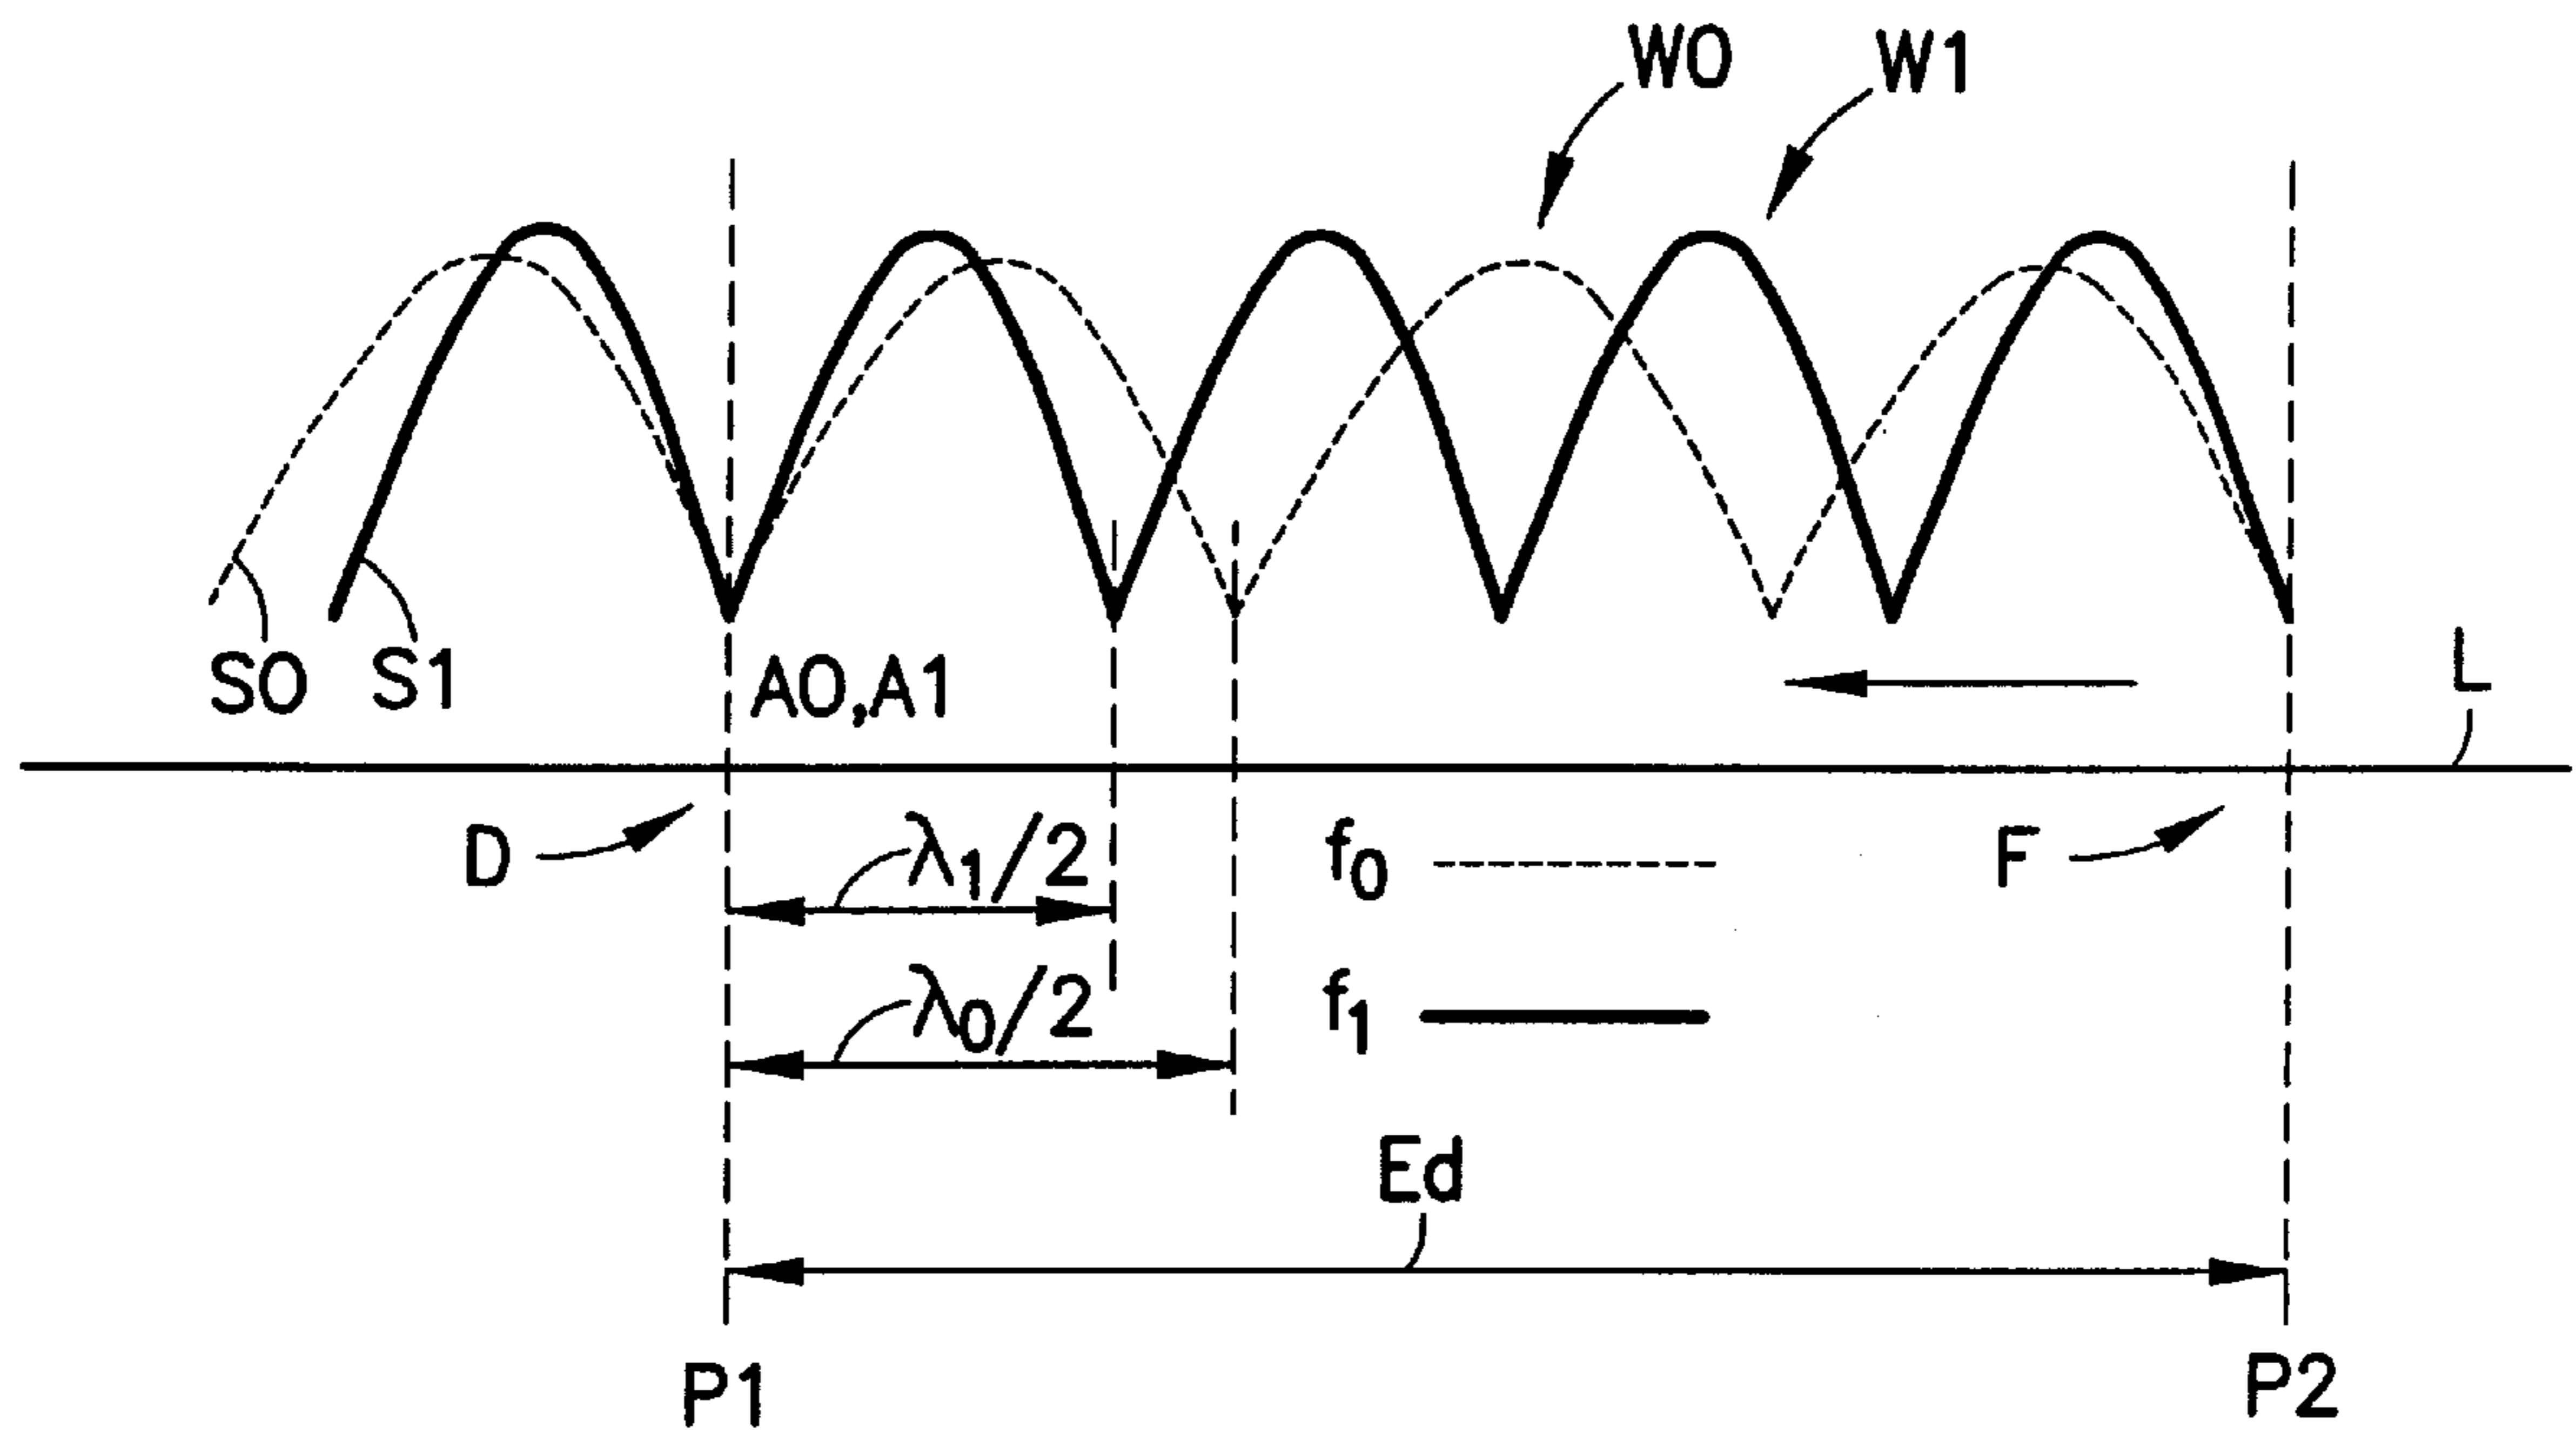 W0 W1
S0 S1 A0,A1 L
D λ1/2 f0 F
λ0/2 f1
Ed
P1 P2